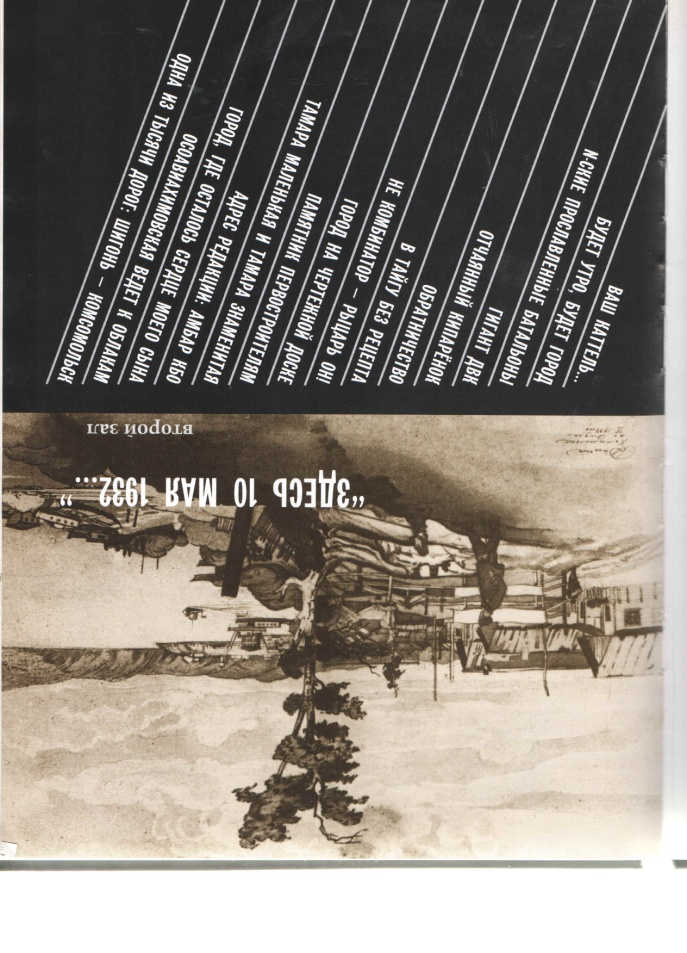 “ЗДЕСЬ 10 МАЯ 1932...”
ВТОРОЙ ЗАЛ
ВАШ КАТТЕЛЬ...
БУДЕТ УТРО, БУДЕТ ГОРОД
N-СКИЕ ПРОСЛАВЛЕННЫЕ БАТАЛЬОНЫ
ГИГАНТ ДВК
ОТЧАЯННЫЙ КИПАРЁНОК
ОБРАТНИЧЕСТВО
В ТАЙГУ БЕЗ РЕЦЕПТА
НЕ КОМБИНАТОР – РЫЦАРЬ ОН!
ГОРОД НА ЧЕРТЕЖНОЙ ДОСКЕ
ПАМЯТНИК ПЕРВОСТРОИТЕЛЯМ
ТАМАРА МАЛЕНЬКАЯ И ТАМАРА ЗНАМЕНИТАЯ
АДРЕС РЕДАКЦИИ: АМБАР КБО
ГОРОД, ГДЕ ОСТАЛОСЬ СЕРДЦЕ МОЕГО СЫНА
ОСОАВИАХИМОВСКАЯ ВЕДЕТ К ОБЛАКАМ
ОДНА ИЗ ТЫСЯЧИ ДОРОГ: ШИГОНЬ – КОМСОМОЛЬСК